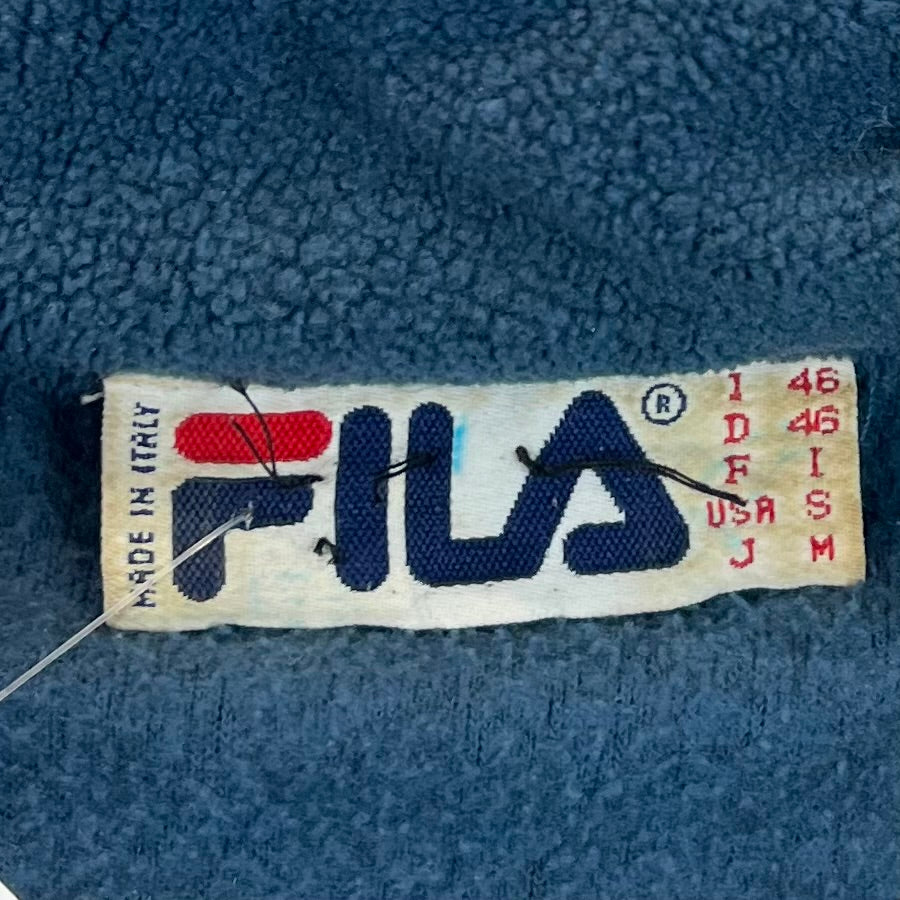 MADE IN ITALY
FILA ®
I 46
D 46
F I
USA S
J M